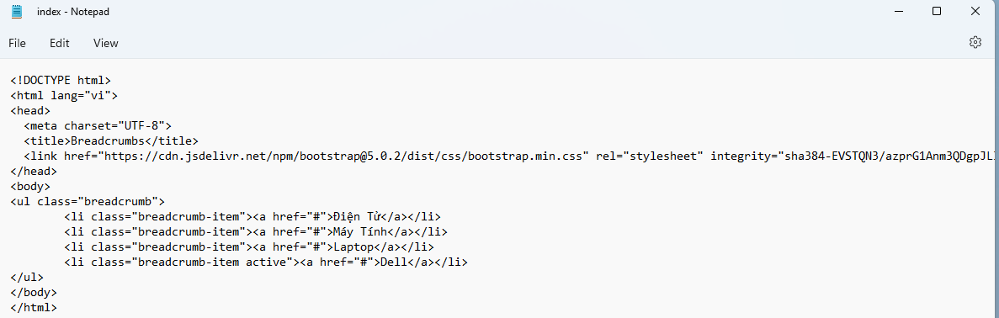 index - Notepad
File Edit View
<!DOCTYPE html>
<html lang="vi">
<head>
  <meta charset="UTF-8">
  <title>Breadcrumbs</title>
  <link href="https://cdn.jsdelivr.net/npm/bootstrap@5.0.2/dist/css/bootstrap.min.css" rel="stylesheet" integrity="sha384-EVSTQN3/azprG1Anm3QDgpJL
</head>
<body>
<ul class="breadcrumb">
        <li class="breadcrumb-item"><a href="#">Điện Tử</a></li>
        <li class="breadcrumb-item"><a href="#">Máy Tính</a></li>
        <li class="breadcrumb-item"><a href="#">Laptop</a></li>
        <li class="breadcrumb-item active"><a href="#">Dell</a></li>
</ul>
</body>
</html>